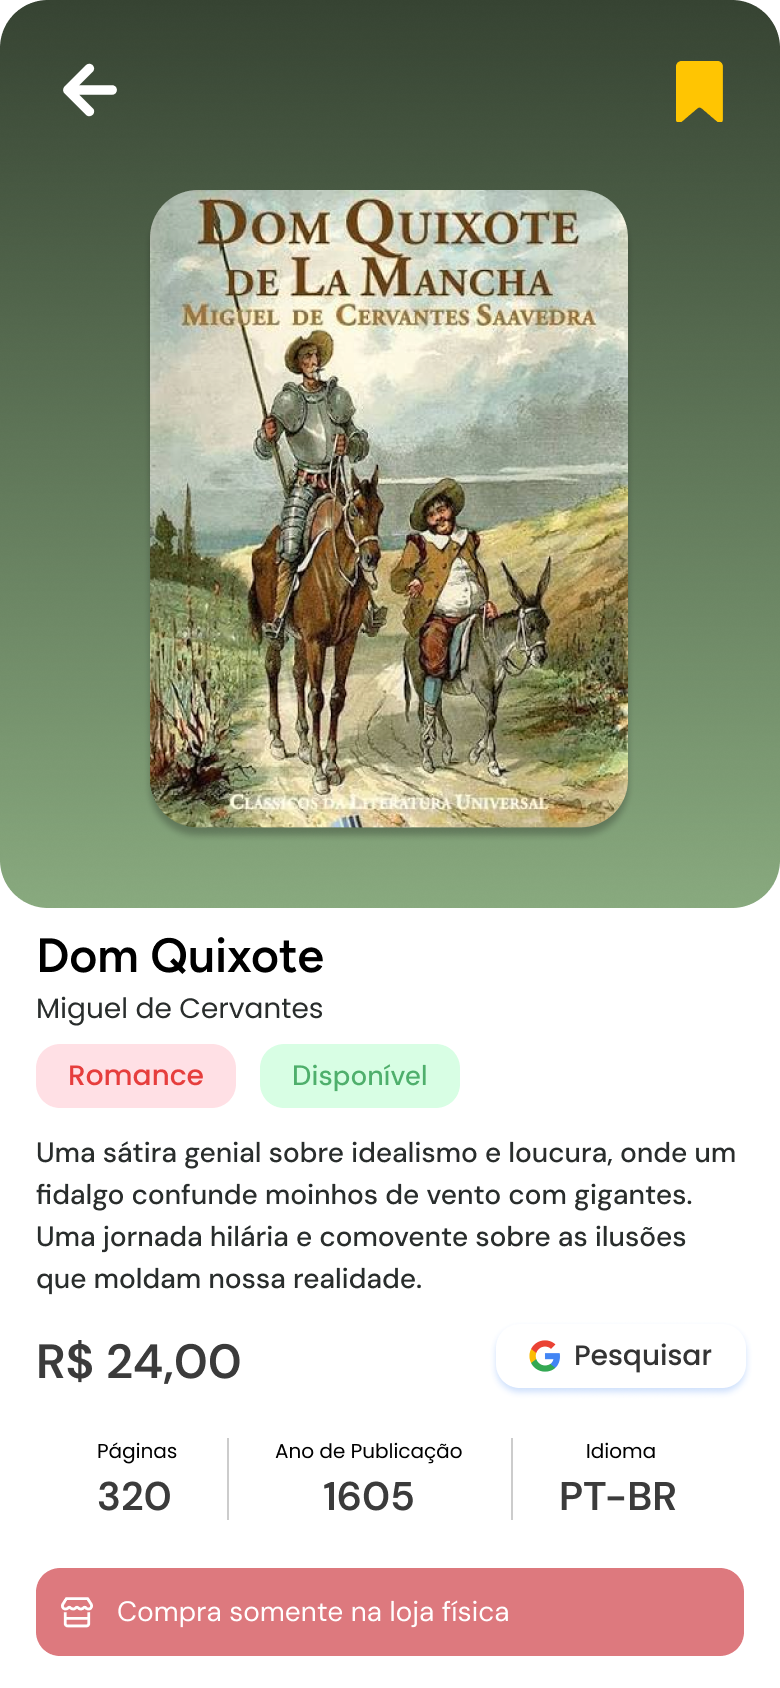 DOM QUIXOTE
DE LA MANCHA
MIGUEL DE CERVANTES SAAVEDRA
CLÁSSICOS DA LITERATURA UNIVERSAL
Dom Quixote
Miguel de Cervantes
Romance Disponível
Uma sátira genial sobre idealismo e loucura, onde um
fidalgo confunde moinhos de vento com gigantes.
Uma jornada hilária e comovente sobre as ilusões
que moldam nossa realidade.
R$ 24,00 Pesquisar
Páginas Ano de Publicação Idioma
320 1605 PT-BR
Compra somente na loja física